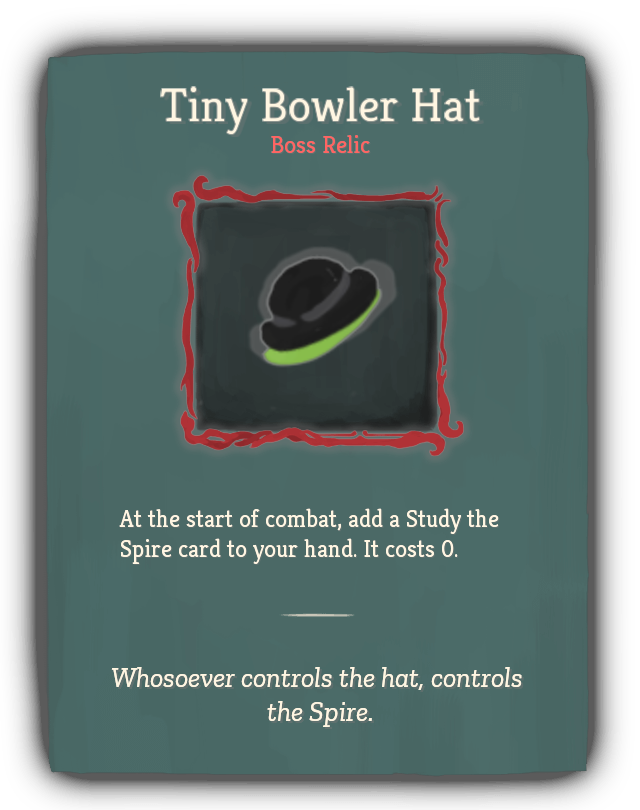 Tiny Bowler Hat
Boss Relic
At the start of combat, add a Study the
Spire card to your hand. It costs 0.
Whosoever controls the hat, controls
the Spire.